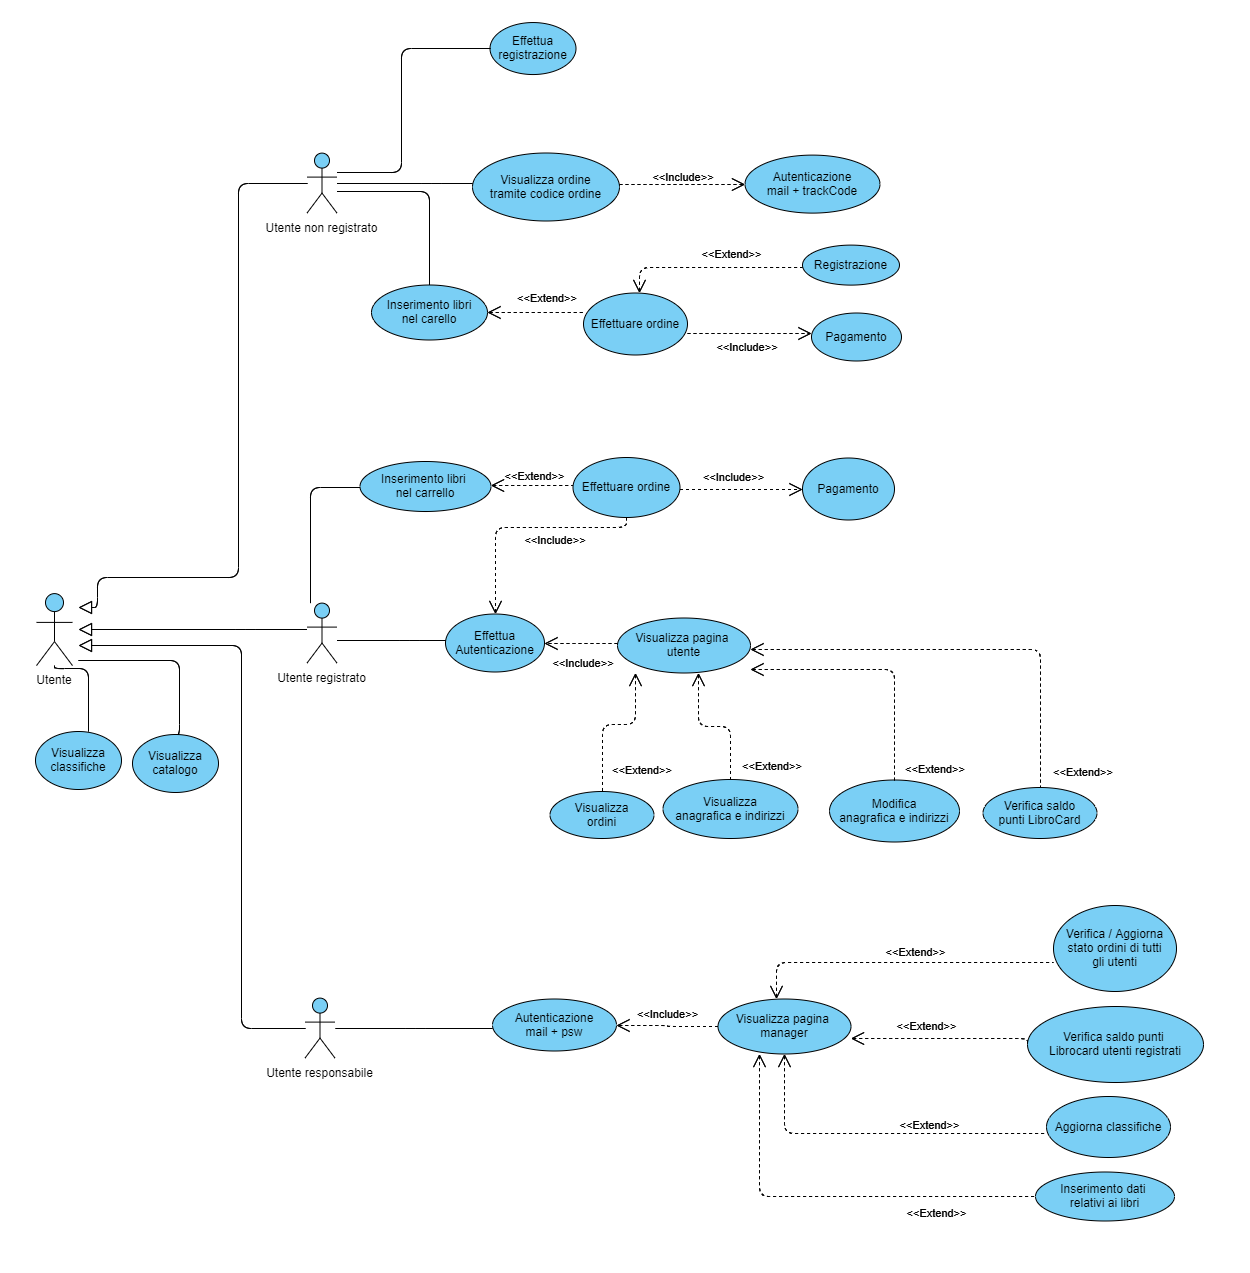 Effettua
registrazione
Visualizza ordine
tramite codice ordine
<<Include>>
Autenticazione
mail + trackCode
Utente non registrato
<<Extend>>
Registrazione
Inserimento libri
nel carello
<<Extend>>
Effettuare ordine
<<Include>>
Pagamento
Inserimento libri
nel carrello
<<Extend>>
Effettuare ordine
<<Include>>
Pagamento
<<Include>>
Utente
Utente registrato
Effettua
Autenticazione
<<Include>>
Visualizza pagina
utente
Visualizza
classifiche
Visualizza
catalogo
<<Extend>>
<<Extend>>
<<Extend>>
<<Extend>>
Visualizza
ordini
Visualizza
anagrafica e indirizzi
Modifica
anagrafica e indirizzi
Verifica saldo
punti LibroCard
<<Extend>>
Verifica / Aggiorna
stato ordini di tutti
gli utenti
Utente responsabile
Autenticazione
mail + psw
<<Include>>
Visualizza pagina
manager
<<Extend>>
Verifica saldo punti
Librocard utenti registrati
<<Extend>>
Aggiorna classifiche
<<Extend>>
Inserimento dati
relativi ai libri